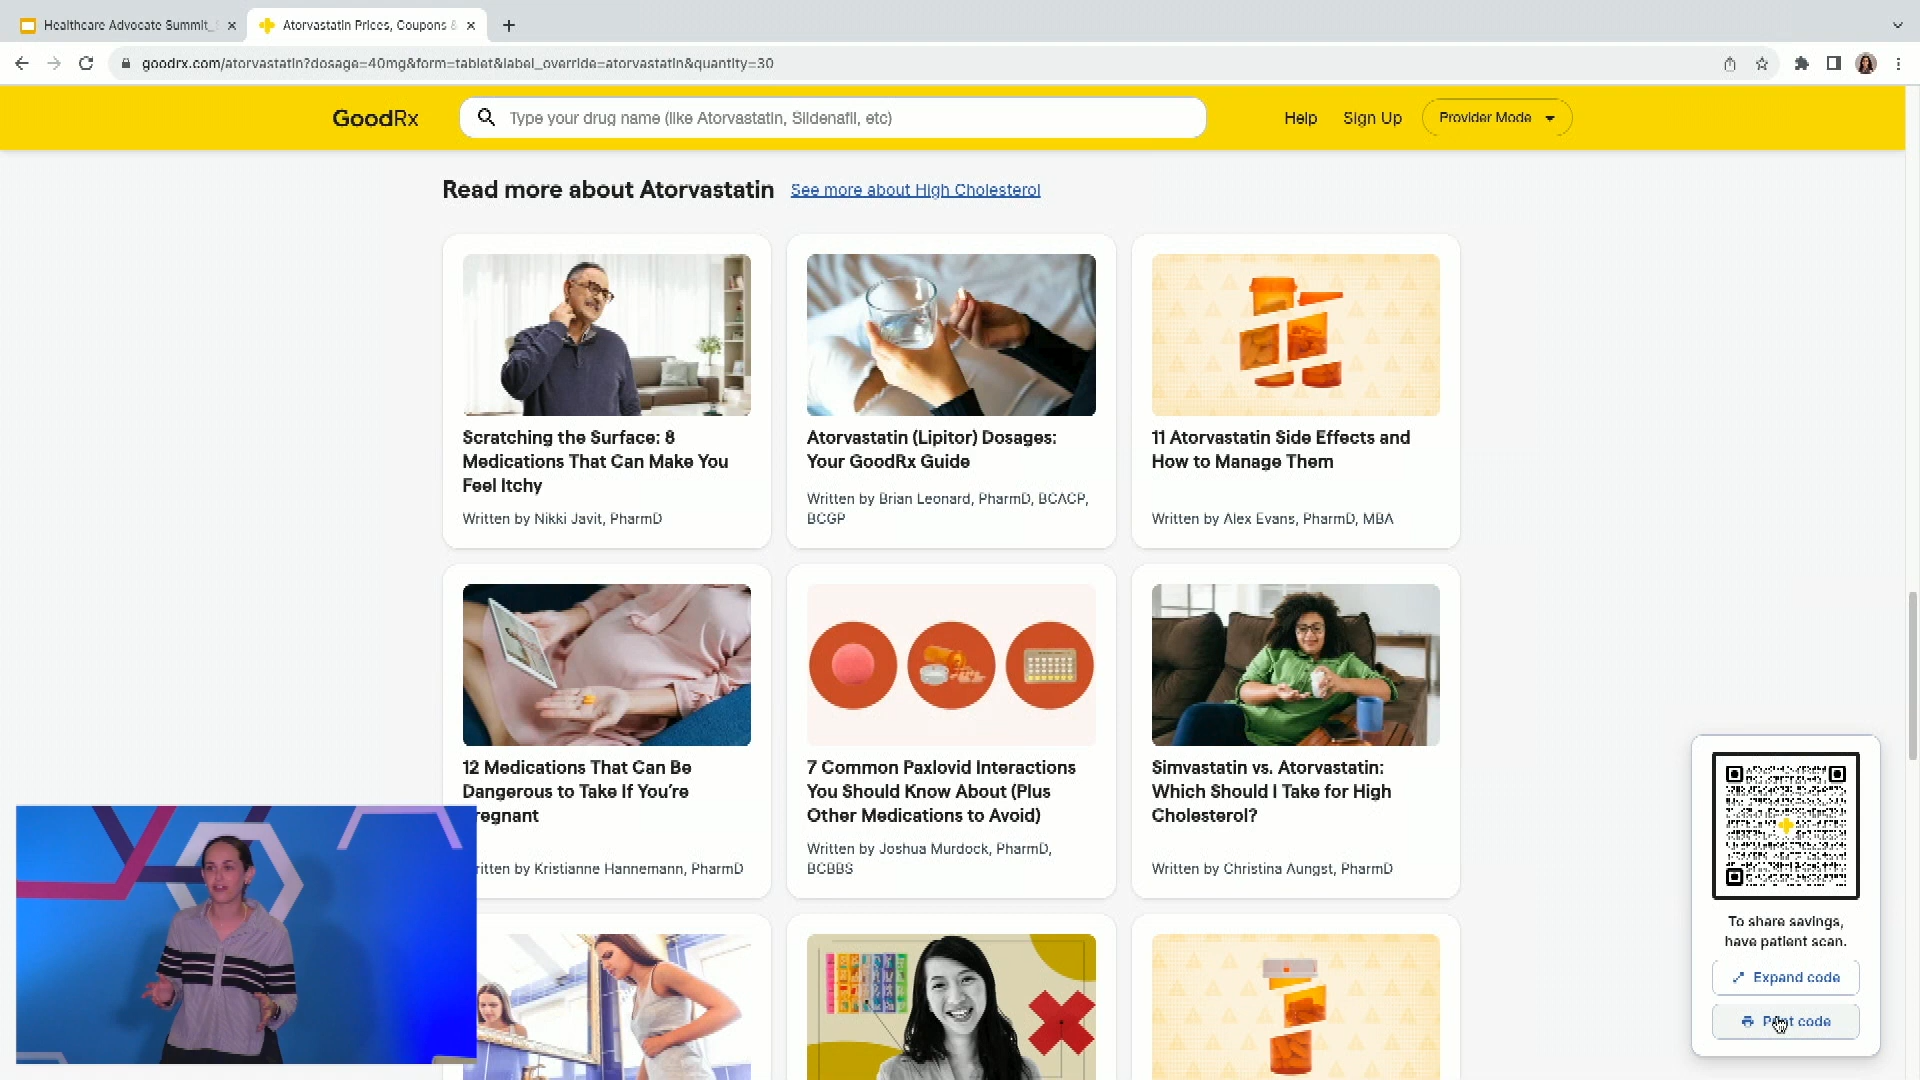 Healthcare Advocate Summit_
Atorvastatin Prices, Coupons &
goodrx.com/atorvastatin?dosage=40mg&form=tablet&label_override=atorvastatin&quantity=30
GoodRx
Type your drug name (like Atorvastatin, Sildenafil, etc)
Help
Sign Up
Provider Mode
Read more about Atorvastatin
See more about High Cholesterol
Scratching the Surface: 8
Medications That Can Make You
Feel Itchy
Written by Nikki Javit, PharmD
Atorvastatin (Lipitor) Dosages:
Your GoodRx Guide
Written by Brian Leonard, PharmD, BCACP,
BCGP
11 Atorvastatin Side Effects and
How to Manage Them
Written by Alex Evans, PharmD, MBA
12 Medications That Can Be
Dangerous to Take If You're
regnant
ritten by Kristianne Hannemann, PharmD
7 Common Paxlovid Interactions
You Should Know About (Plus
Other Medications to Avoid)
Written by Joshua Murdock, PharmD,
BCBBS
Simvastatin vs. Atorvastatin:
Which Should I Take for High
Cholesterol?
Written by Christina Aungst, PharmD
To share savings,
have patient scan.
Expand code
Print code